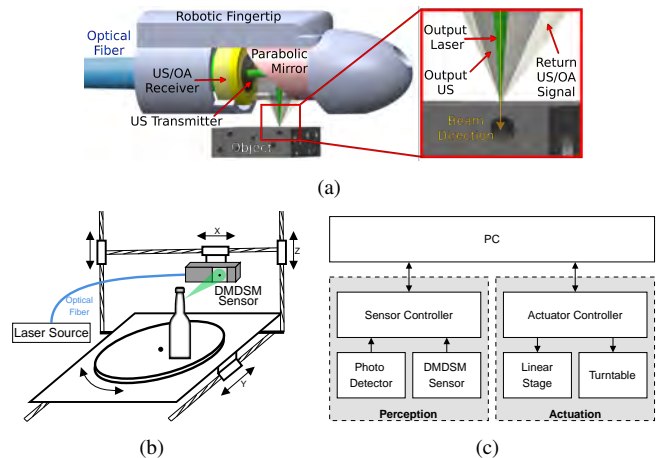 Robotic Fingertip
Optical
Fiber
US/OA
Receiver
Parabolic
Mirror
US Transmitter
Object
Output
Laser
Output
US
Return
US/OA
Signal
Beam
Direction
(a)
X
Z
DMDSM
Sensor
Optical
Fiber
Laser Source
Y
(b)
PC
Sensor Controller
Actuator Controller
Photo
Detector
DMDSM
Sensor
Linear
Stage
Turntable
Perception
Actuation
(c)